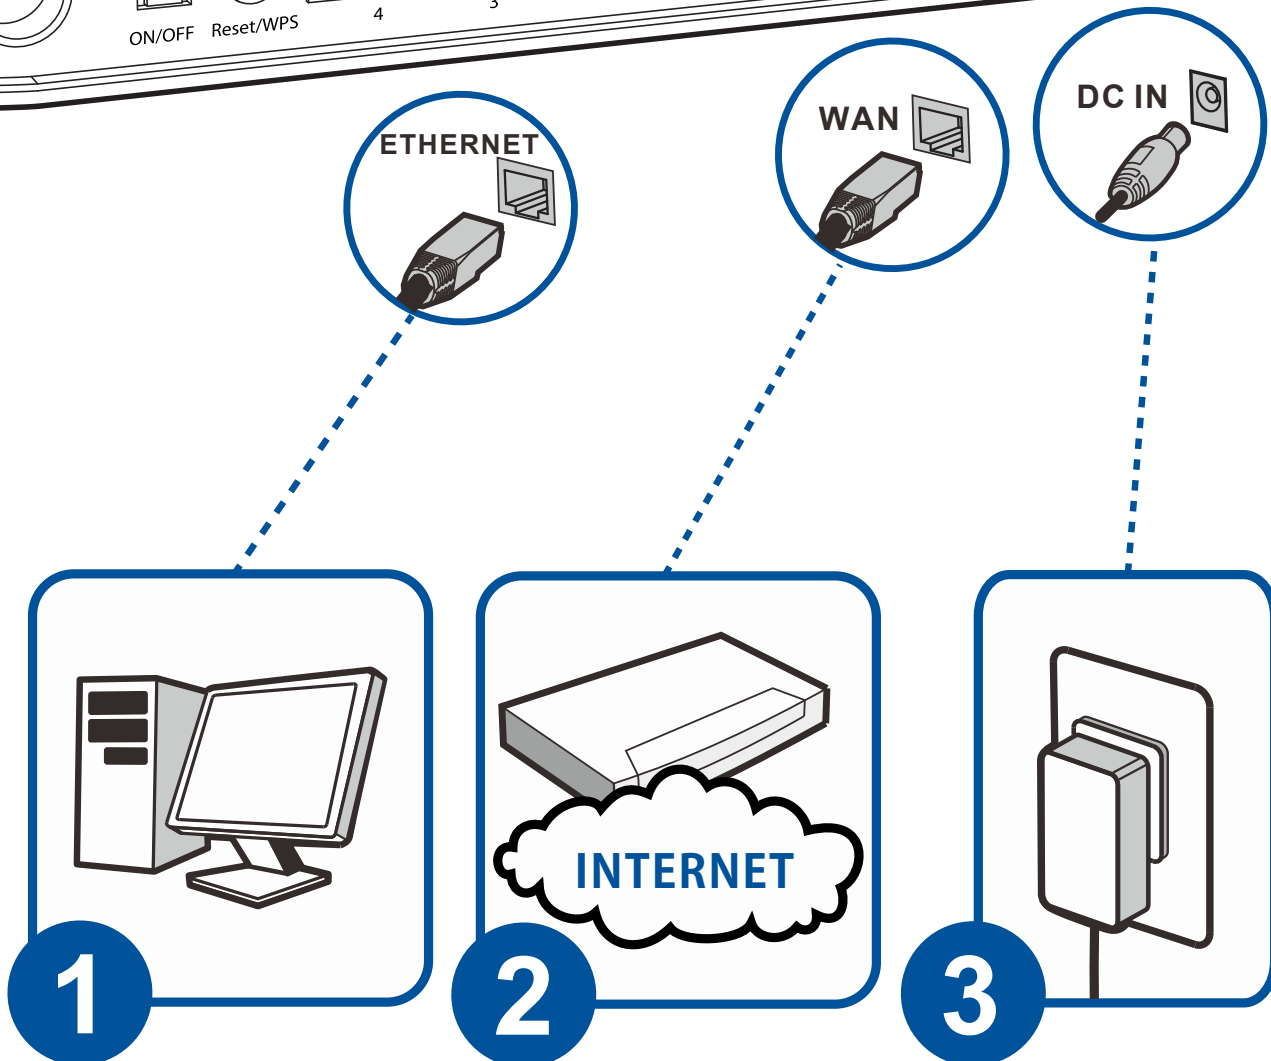 ON/OFF Reset/WPS 4 3
ETHERNET
WAN
DC IN
INTERNET
1
2
3